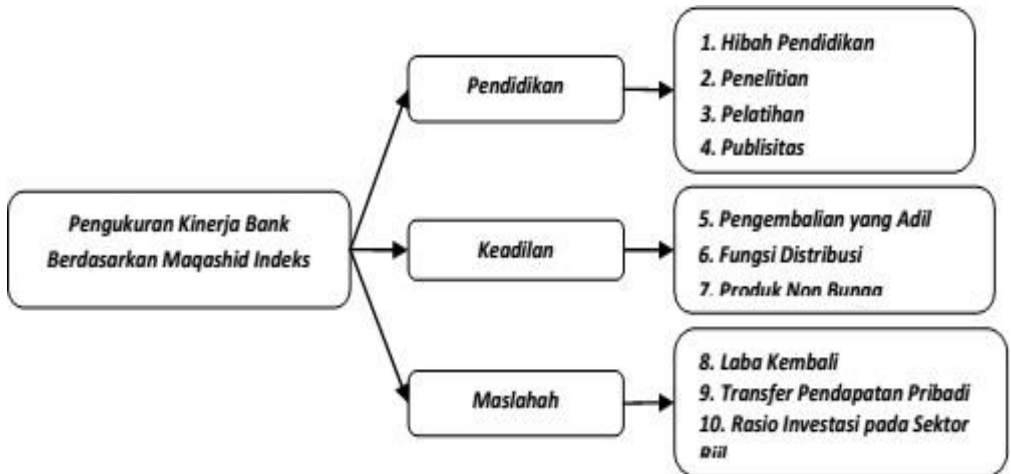 Pengukuran Kinerja Bank
Berdasarkan Maqashid Indeks
Pendidikan
1. Hibah Pendidikan
2. Penelitian
3. Pelatihan
4. Publisitas
Keadilan
5. Pengembalian yang Adil
6. Fungsi Distribusi
7. Produk Non Bunga
Maslahah
8. Laba Kembali
9. Transfer Pendapatan Pribadi
10. Rasio Investasi pada Sektor
Riil